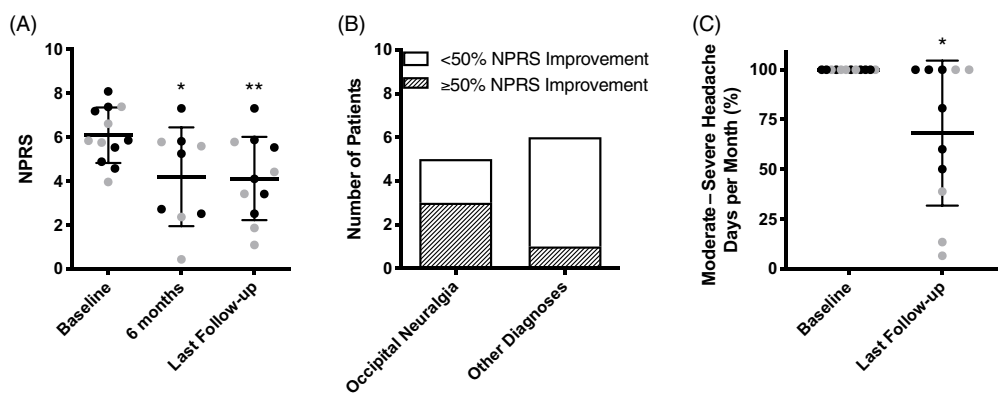 (A)
10
8
6
4
2
0
NPRS
*
**
Baseline
6 months
Last Follow-up
(B)
10
8
6
4
2
0
Number of Patients
<50% NPRS Improvement
≥50% NPRS Improvement
Occipital Neuralgia
Other Diagnoses
(C)
100
75
50
25
0
Moderate – Severe Headache
Days per Month (%)
*
Baseline
Last Follow-up